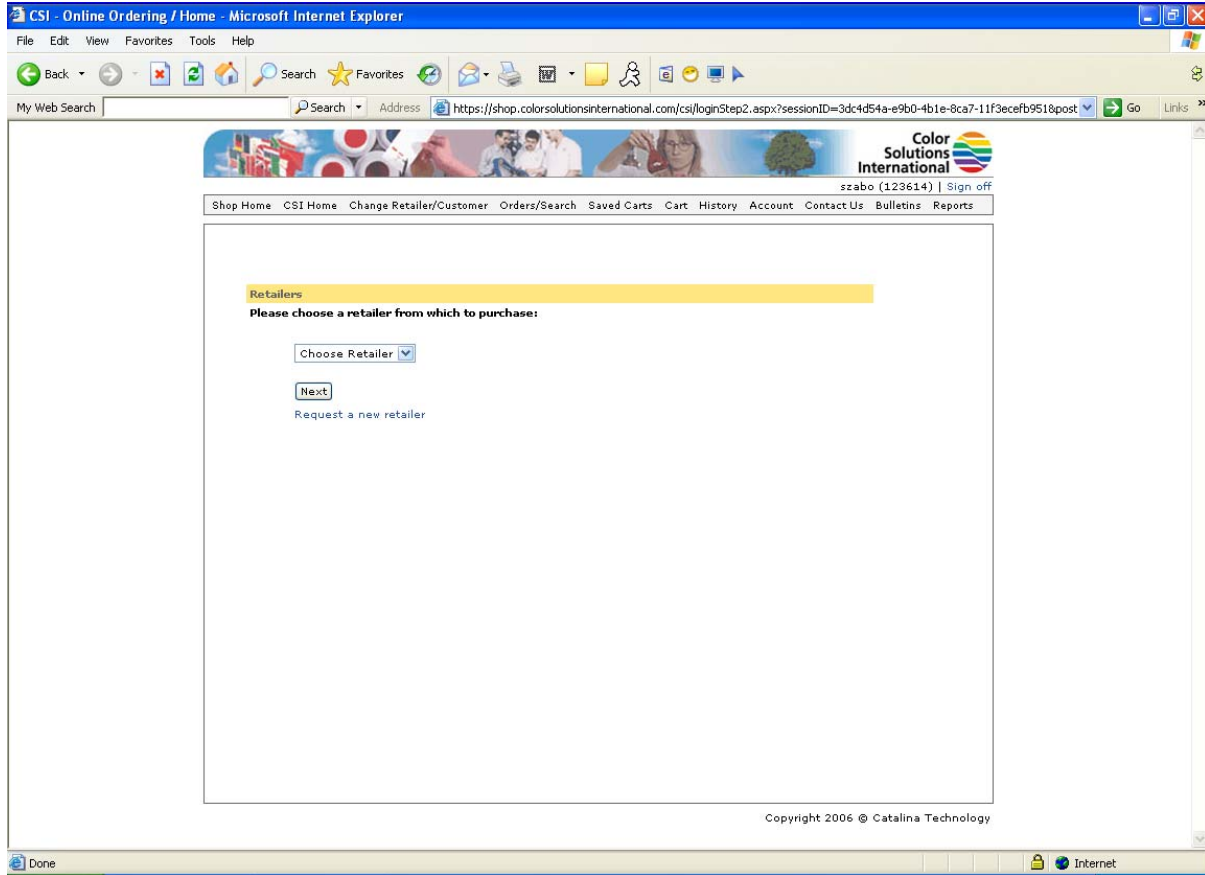 CSI - Online Ordering / Home - Microsoft Internet Explorer
File Edit View Favorites Tools Help
Back Search Favorites
My Web Search Search Address https://shop.colorsolutionsinternational.com/csi/loginStep2.aspx?sessionID=3dc4d54a-e9b0-4b1e-8ca7-11f3ecefb951&post Go Links »
Color
Solutions
International
szabo (123614) | Sign off
Shop Home CSI Home Change Retailer/Customer Orders/Search Saved Carts Cart History Account Contact Us Bulletins Reports
Retailers
Please choose a retailer from which to purchase:
Choose Retailer
Next
Request a new retailer
Copyright 2006 © Catalina Technology
Done Internet